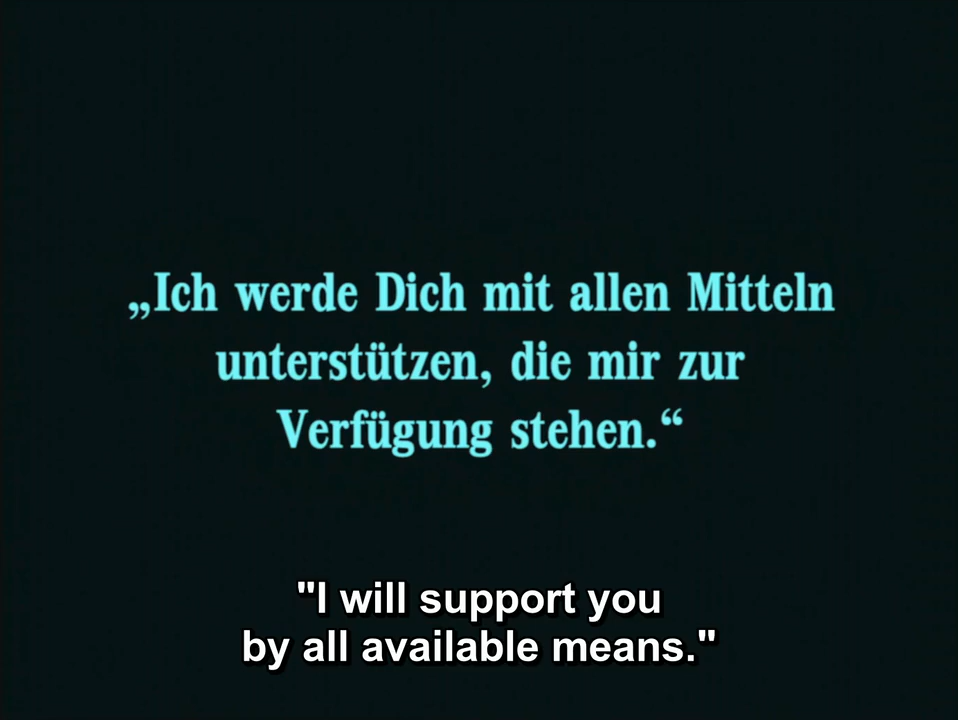 „Ich werde Dich mit allen Mitteln
unterstützen, die mir zur
Verfügung stehen.“
"I will support you
by all available means."